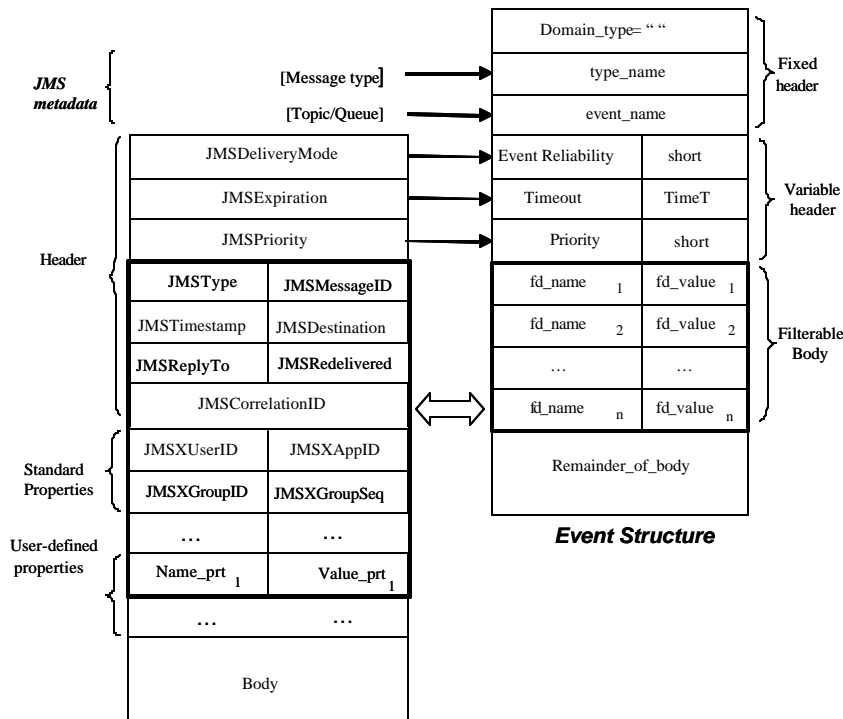 Domain_type= “ “
Fixed
header
JMS
metadata
[Message type]
type_name
[Topic/Queue]
event_name
JMSDeliveryMode
Event Reliability
short
Variable
header
JMSExpiration
Timeout
TimeT
JMSPriority
Priority
short
Header
JMSType
JMSMessageID
fd_name 1
fd_value 1
Filterable
Body
JMSTimestamp
JMSDestination
fd_name 2
fd_value 2
JMSReplyTo
JMSRedelivered
…
…
JMSCorrelationID
fd_name n
fd_value n
Standard
Properties
JMSXUserID
JMSXAppID
Remainder_of_body
JMSXGroupID
JMSXGroupSeq
Event Structure
User-defined
properties
…
…
Name_prt 1
Value_prt 1
…
…
Body